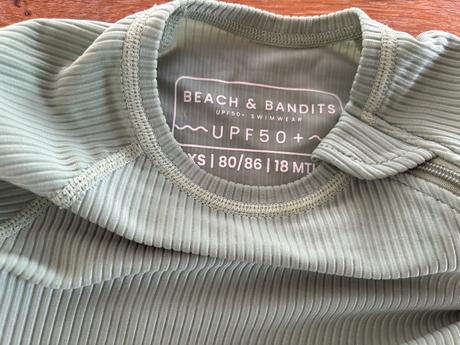 BEACH & BANDITS
UPF50+ SWIMWEAR
UPF50+
XS | 80/86 | 18 MTH